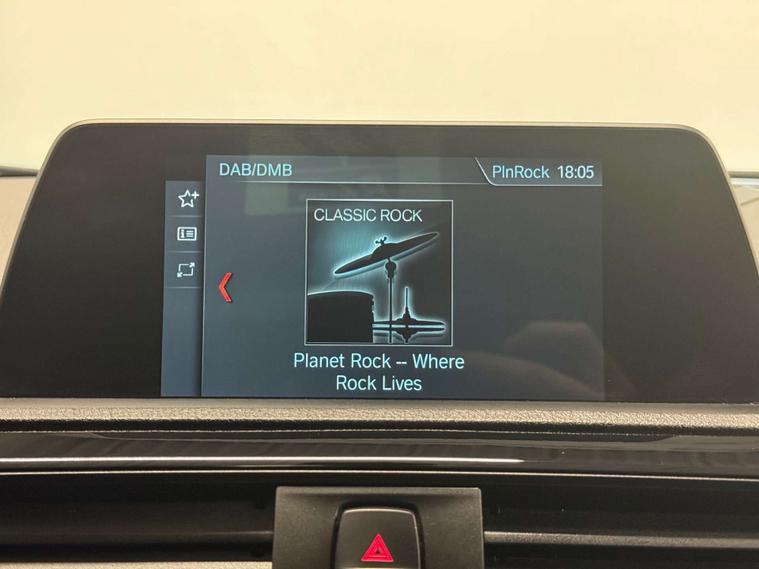 DAB/DMB
PlnRock 18:05
CLASSIC ROCK
Planet Rock -- Where
Rock Lives